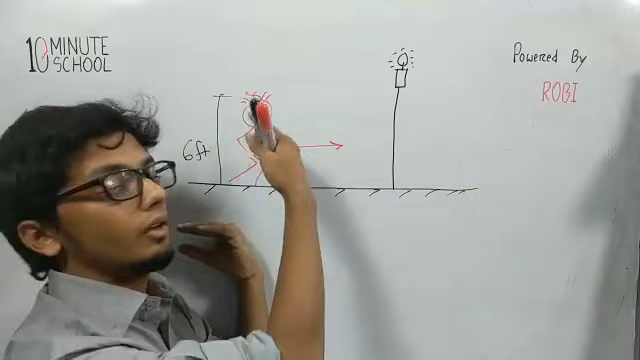 10 MINUTE
SCHOOL
Powered By
ROBI
6ft